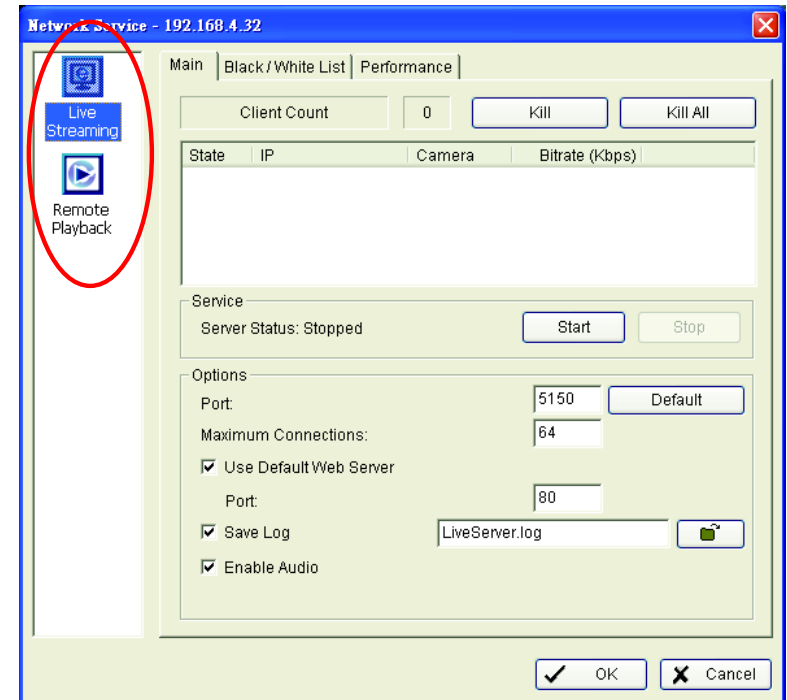 Network Service - 192.168.4.32
Live
Streaming
Remote
Playback
Main Black / White List Performance
Client Count 0 Kill Kill All
State IP Camera Bitrate (Kbps)
Service
Server Status: Stopped Start Stop
Options
Port: 5150 Default
Maximum Connections: 64
Use Default Web Server
Port: 80
Save Log LiveServer.log
Enable Audio
OK Cancel